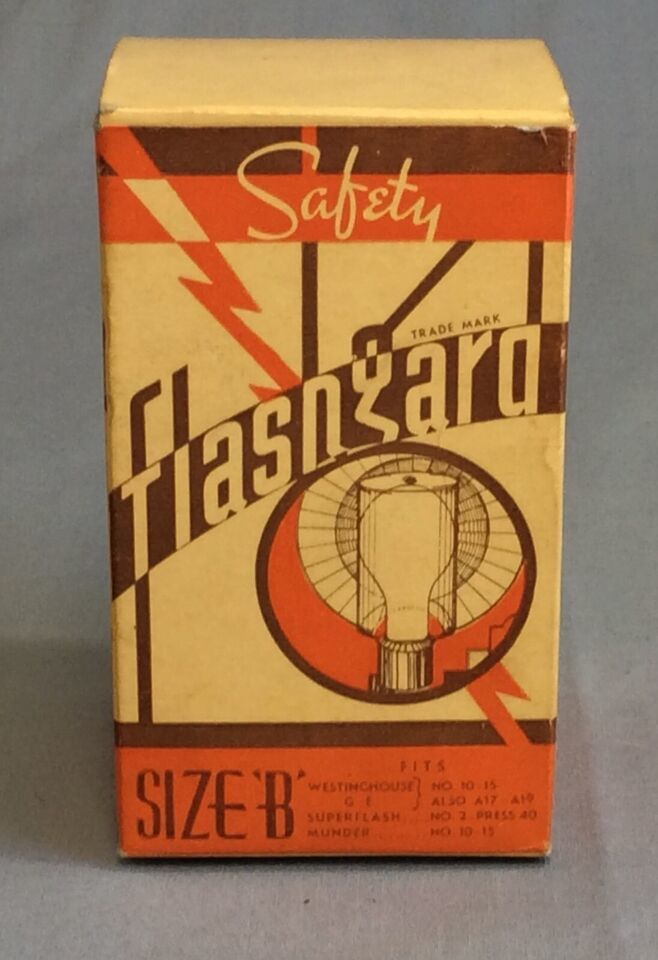 Safety
TRADE MARK
flashgard
SIZE 'B'
FITS
WESTINGHOUSE } NO. 10-15
G E } ALSO A17 - A19
SUPERFLASH ...... NO. 2 - PRESS 40
MUNDER ........ NO. 10-15